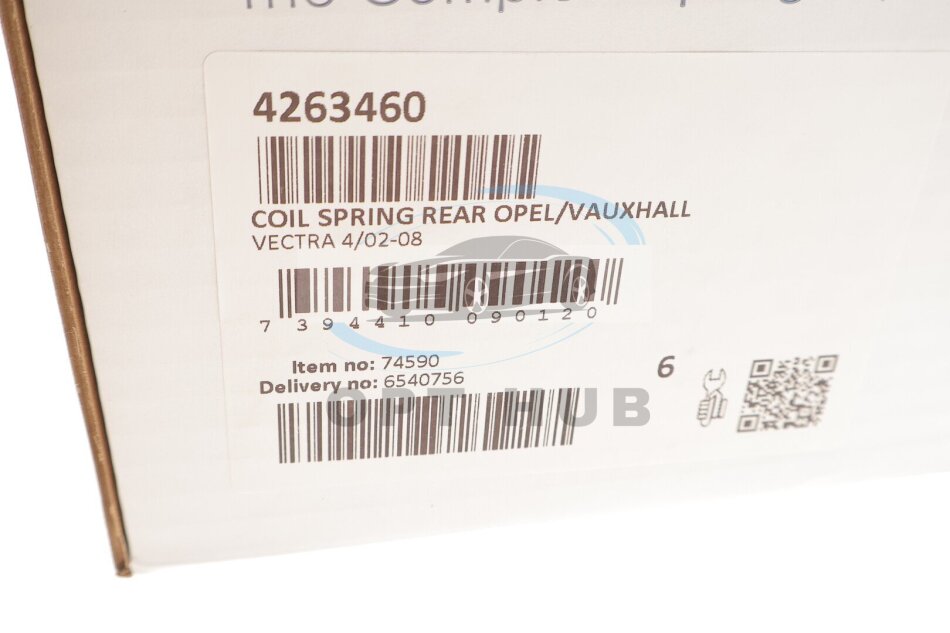 4263460
COIL SPRING REAR OPEL/VAUXHALL
VECTRA 4/02-08
7 394410 090120
Item no: 74590
Delivery no: 6540756
6
OPT HUB